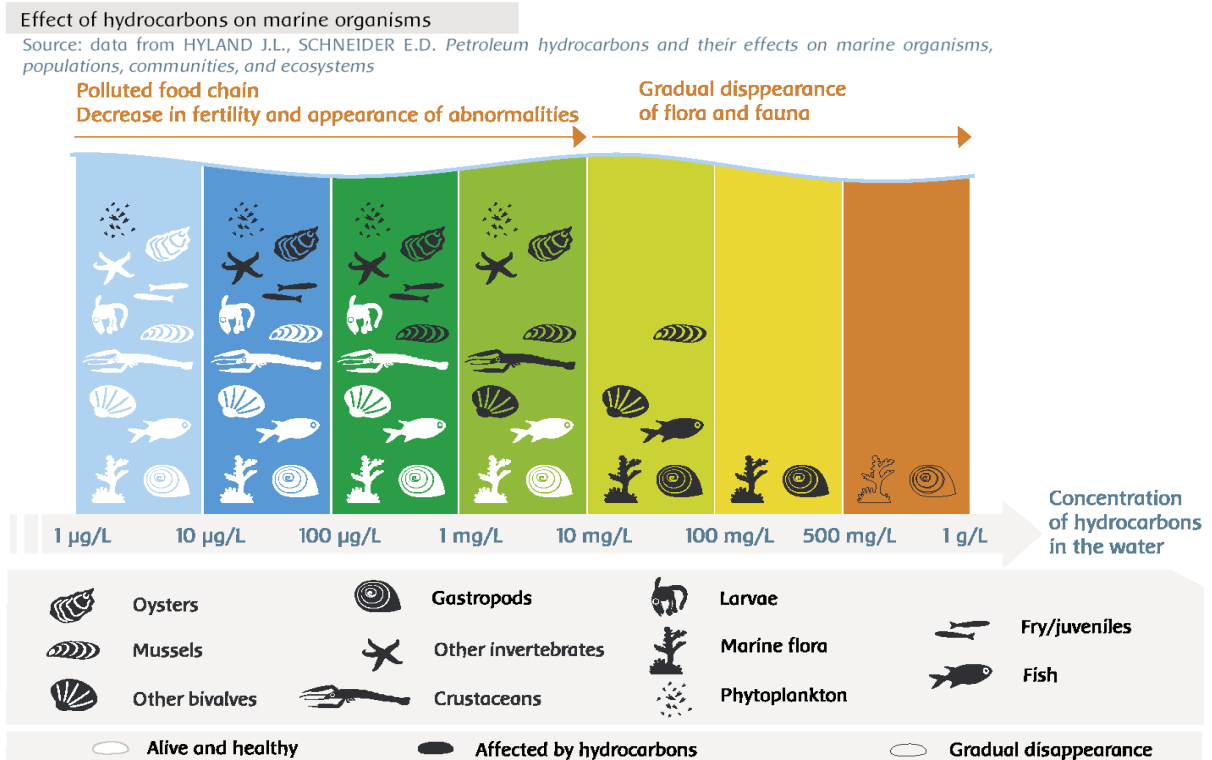 Effect of hydrocarbons on marine organisms
Source: data from HYLAND J.L., SCHNEIDER E.D. Petroleum hydrocarbons and their effects on marine organisms,
populations, communities, and ecosystems
Polluted food chain
Decrease in fertility and appearance of abnormalities
Gradual disppearance
of flora and fauna
1 µg/L 10 µg/L 100 µg/L 1 mg/L 10 mg/L 100 mg/L 500 mg/L 1 g/L
Concentration
of hydrocarbons
in the water
Oysters
Mussels
Other bivalves
Gastropods
Other invertebrates
Crustaceans
Larvae
Marine flora
Phytoplankton
Fry/juveniles
Fish
Alive and healthy
Affected by hydrocarbons
Gradual disappearance